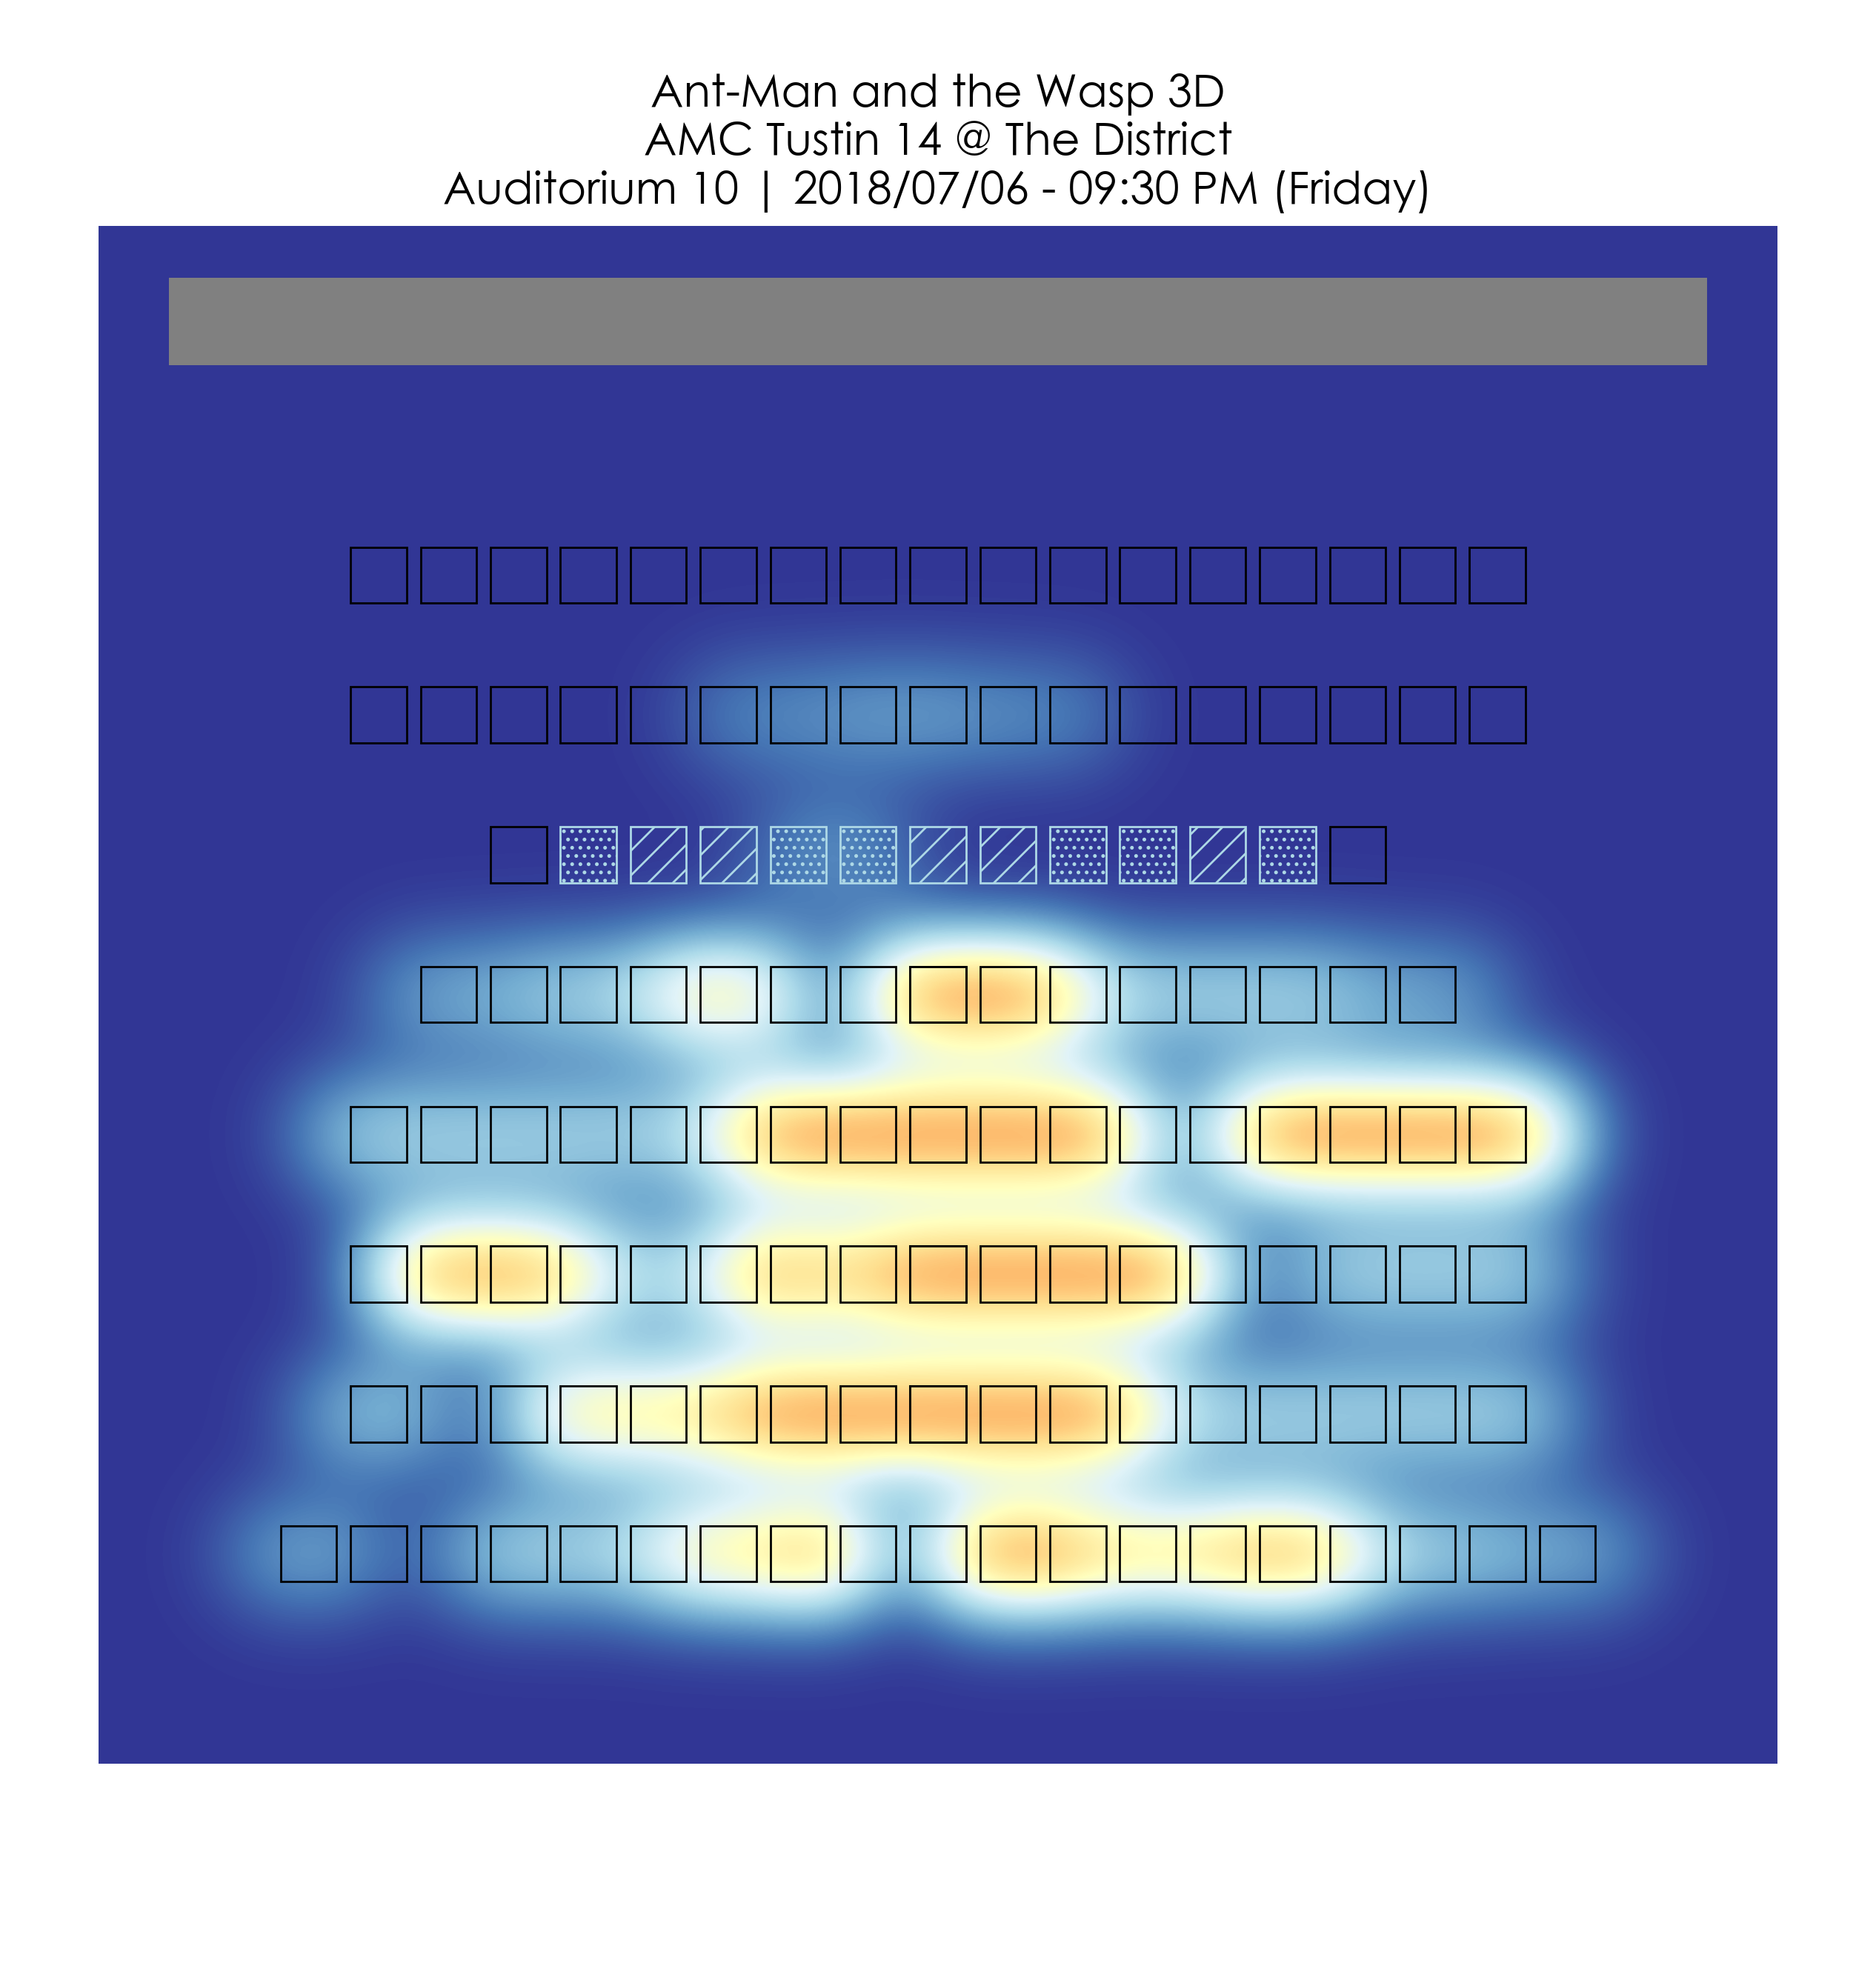 Ant-Man and the Wasp 3D
AMC Tustin 14 @ The District
Auditorium 10 | 2018/07/06 - 09:30 PM (Friday)